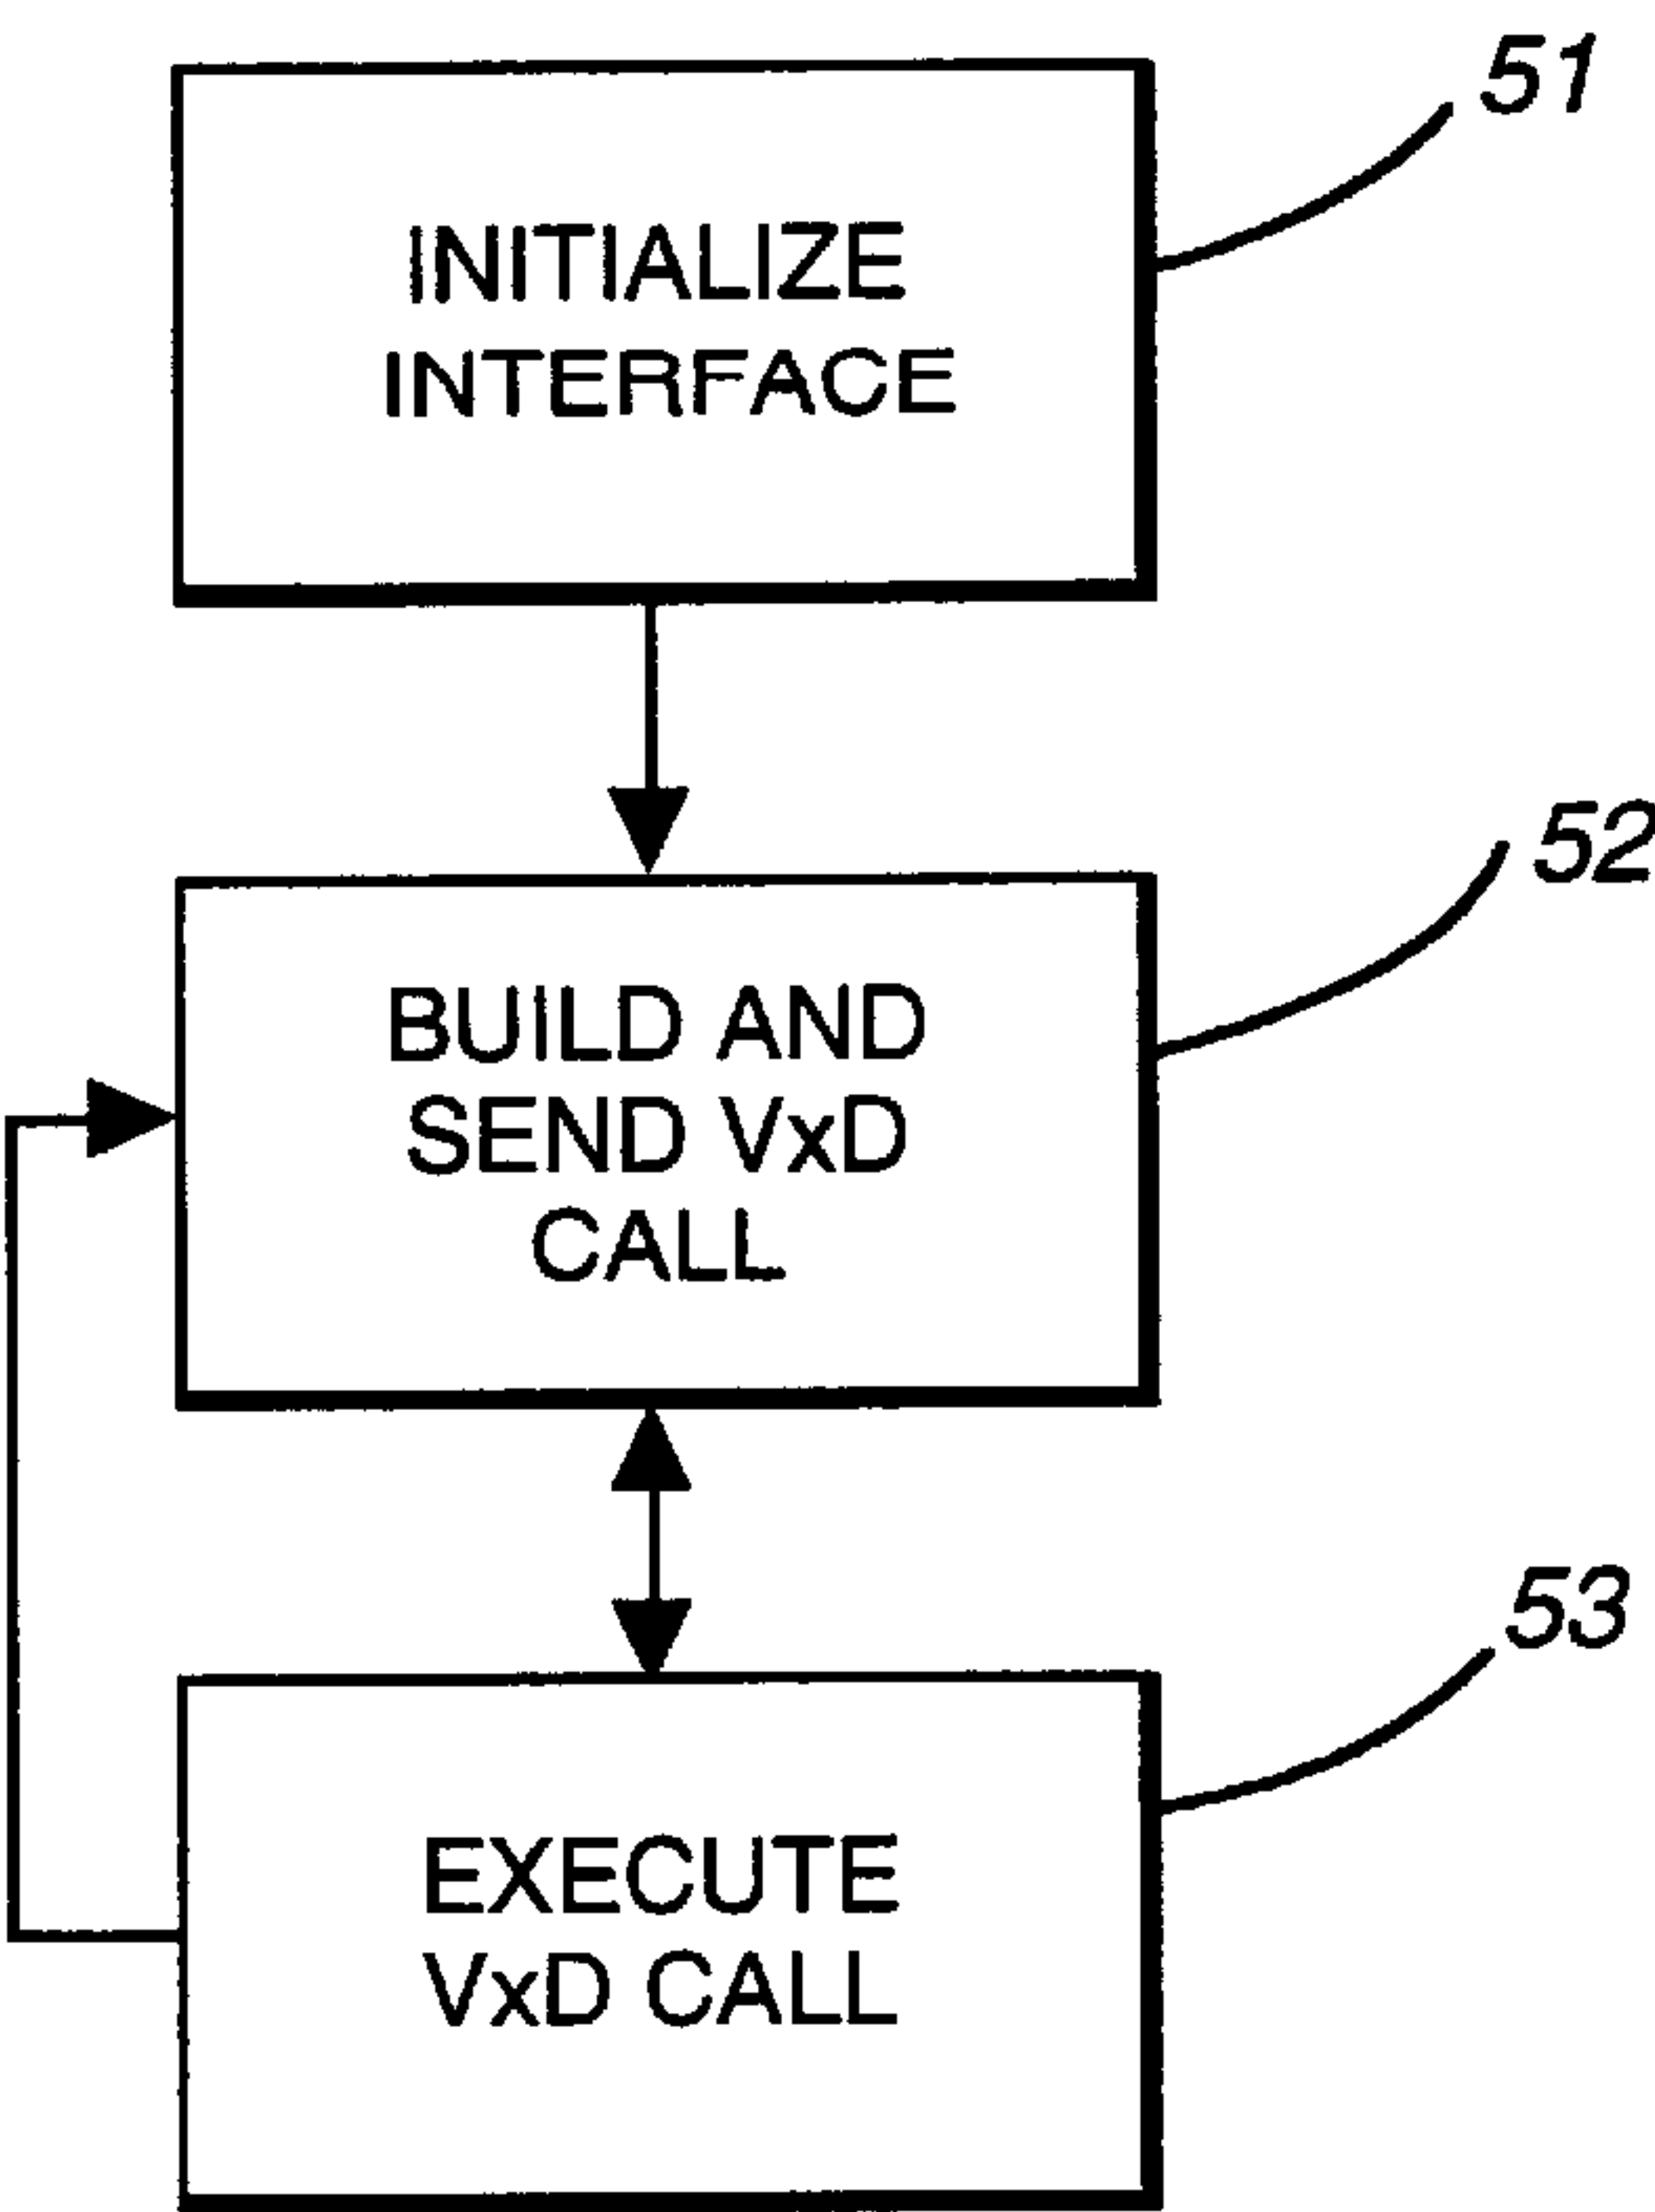 51
INITIALIZE
INTERFACE
52
BUILD AND
SEND VxD
CALL
53
EXECUTE
VxD CALL